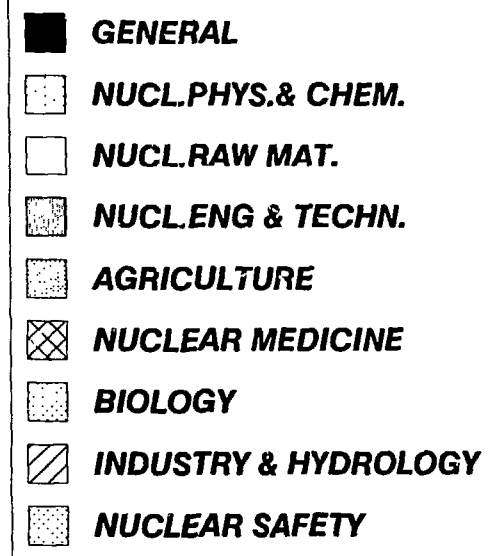 GENERAL
NUCL.PHYS.& CHEM.
NUCL.RAW MAT.
NUCL.ENG & TECHN.
AGRICULTURE
NUCLEAR MEDICINE
BIOLOGY
INDUSTRY & HYDROLOGY
NUCLEAR SAFETY